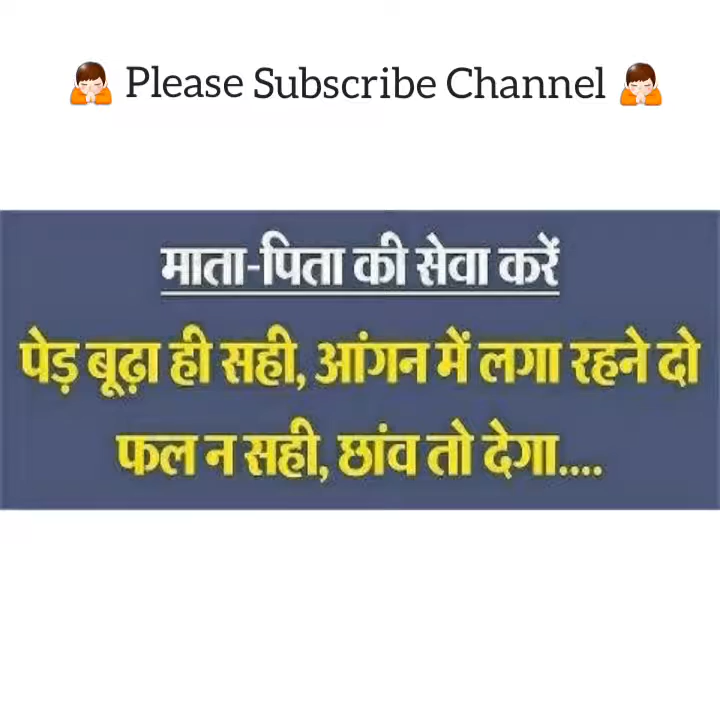 🙏 Please Subscribe Channel 🙏
माता-पिता की सेवा करें
पेड़ बूढ़ा ही सही, आंगन में लगा रहने दो
फल न सही, छांव तो देगा....